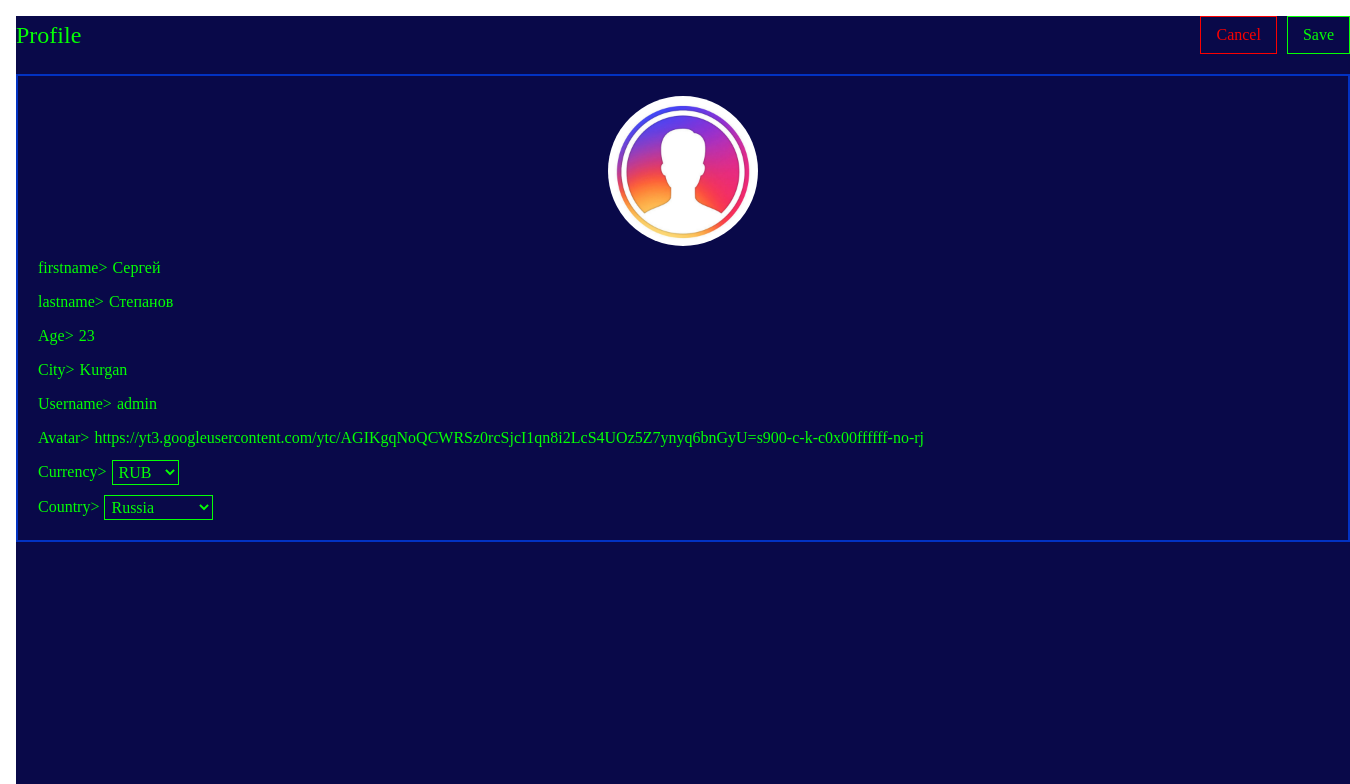 Profile
Cancel
Save
firstname> Сергей
lastname> Степанов
Age> 23
City> Kurgan
Username> admin
Avatar> https://yt3.googleusercontent.com/ytc/AGIKgqNoQCWRSz0rcSjcI1qn8i2LcS4UOz5Z7ynyq6bnGyU=s900-c-k-c0x00ffffff-no-rj
Currency> RUB
Country> Russia